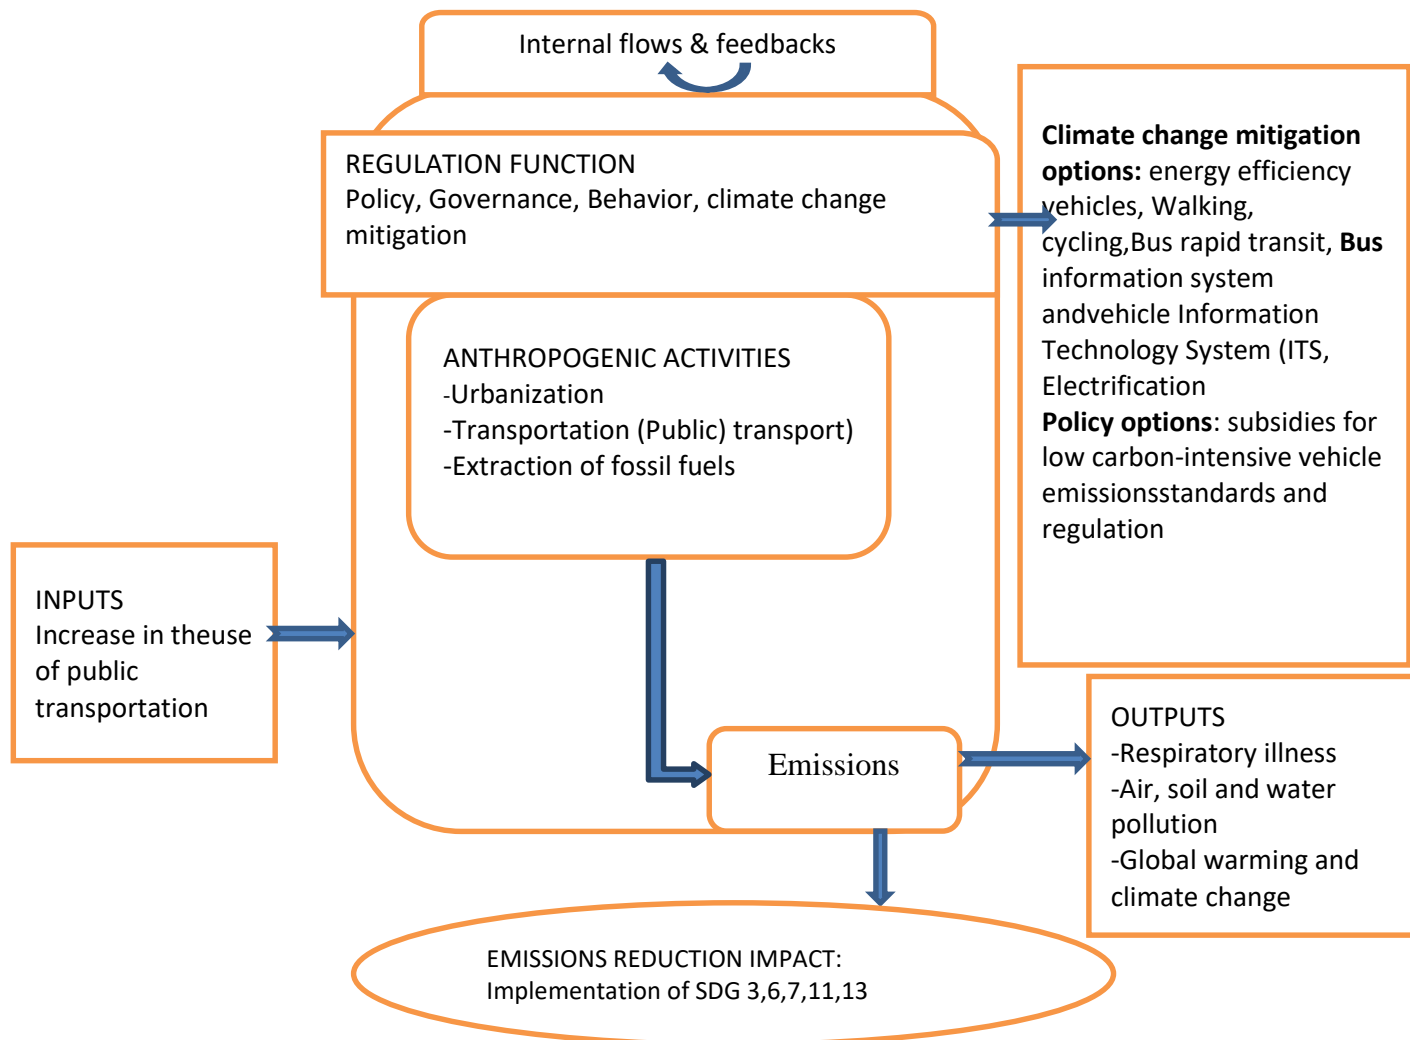 Internal flows & feedbacks
REGULATION FUNCTION
Policy, Governance, Behavior, climate change
mitigation
Climate change mitigation
options: energy efficiency
vehicles, Walking,
cycling,Bus rapid transit, Bus
information system
andvehicle Information
Technology System (ITS,
Electrification
Policy options: subsidies for
low carbon-intensive vehicle
emissionsstandards and
regulation
ANTHROPOGENIC ACTIVITIES
-Urbanization
-Transportation (Public) transport)
-Extraction of fossil fuels
INPUTS
Increase in theuse
of public
transportation
Emissions
OUTPUTS
-Respiratory illness
-Air, soil and water
pollution
-Global warming and
climate change
EMISSIONS REDUCTION IMPACT:
Implementation of SDG 3,6,7,11,13